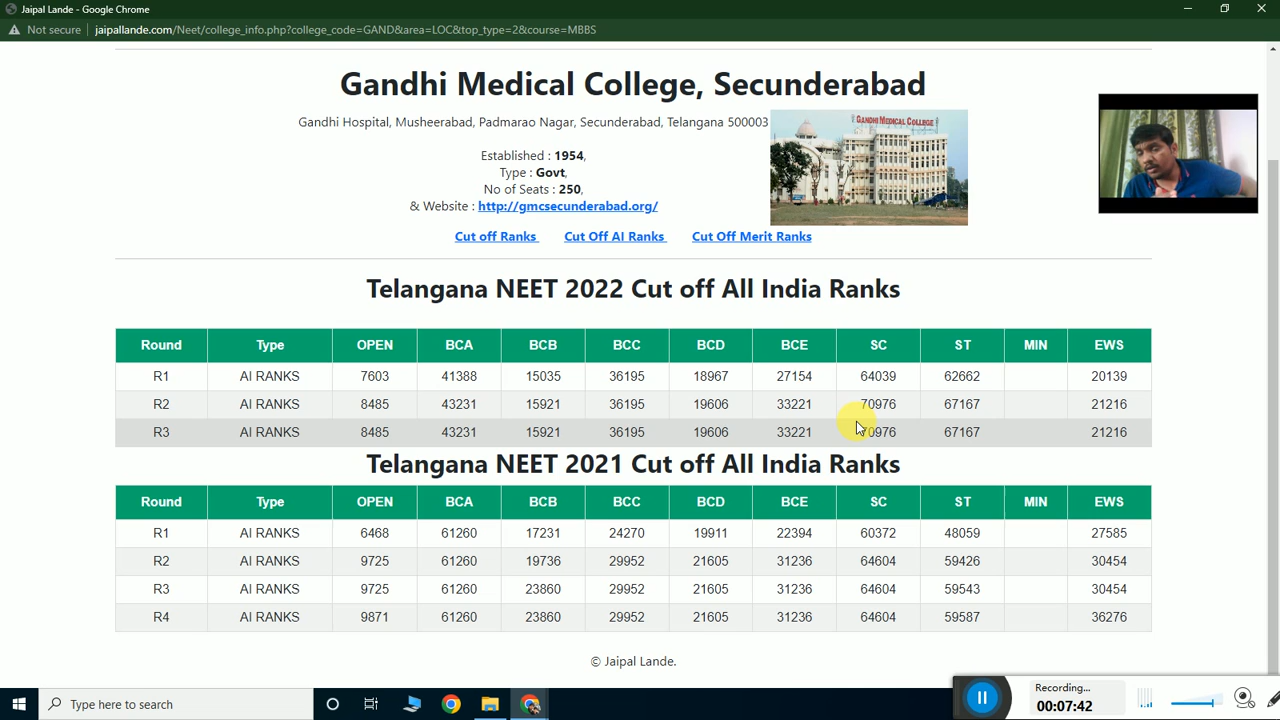 Jaipal Lande - Google Chrome
Not secure jaipallande.com/Neet/college_info.php?college_code=GAND&area=LOC&top_type=2&course=MBBS
Gandhi Medical College, Secunderabad
Gandhi Hospital, Musheerabad, Padmarao Nagar, Secunderabad, Telangana 500003
GANDHI MEDICAL COLLEGE
Established : 1954,
Type : Govt,
No of Seats : 250,
& Website : http://gmcsecunderabad.org/
Cut off Ranks Cut Off AI Ranks Cut Off Merit Ranks
Telangana NEET 2022 Cut off All India Ranks
Round Type OPEN BCA BCB BCC BCD BCE SC ST MIN EWS
R1 AI RANKS 7603 41388 15035 36195 18967 27154 64039 62662 20139
R2 AI RANKS 8485 43231 15921 36195 19606 33221 70976 67167 21216
R3 AI RANKS 8485 43231 15921 36195 19606 33221 70976 67167 21216
Telangana NEET 2021 Cut off All India Ranks
Round Type OPEN BCA BCB BCC BCD BCE SC ST MIN EWS
R1 AI RANKS 6468 61260 17231 24270 19911 22394 60372 48059 27585
R2 AI RANKS 9725 61260 19736 29952 21605 31236 64604 59426 30454
R3 AI RANKS 9725 61260 23860 29952 21605 31236 64604 59543 30454
R4 AI RANKS 9871 61260 23860 29952 21605 31236 64604 59587 36276
© Jaipal Lande.
Type here to search
Recording...
00:07:42